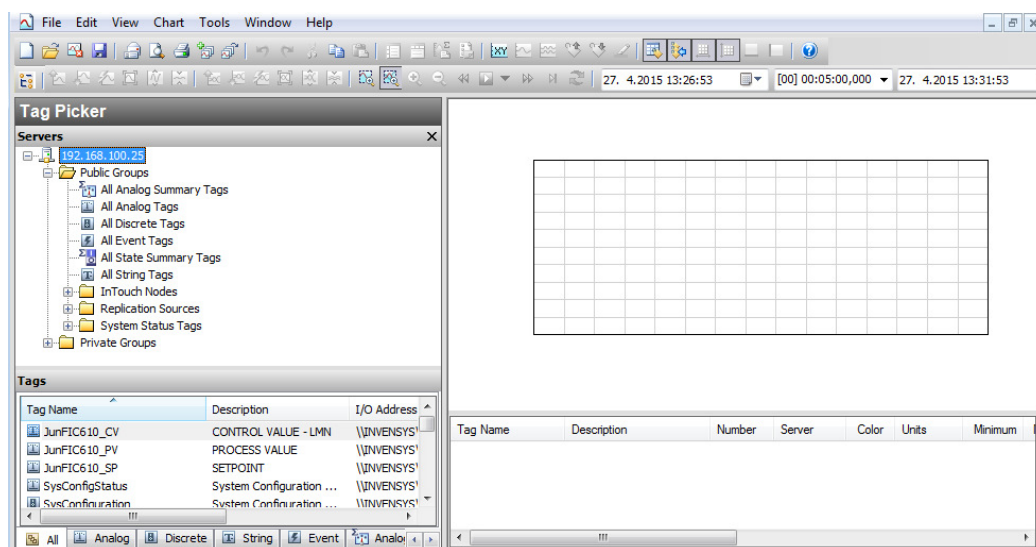 File Edit View Chart Tools Window Help
XY
27. 4.2015 13:26:53 [00] 00:05:00,000 27. 4.2015 13:31:53
Tag Picker
Servers
192.168.100.25
Public Groups
All Analog Summary Tags
All Analog Tags
All Discrete Tags
All Event Tags
All State Summary Tags
All String Tags
InTouch Nodes
Replication Sources
System Status Tags
Private Groups
Tags
Tag Name Description I/O Address
JunFIC610_CV CONTROL VALUE - LMN \\INVENSYS\
JunFIC610_PV PROCESS VALUE \\INVENSYS\
JunFIC610_SP SETPOINT \\INVENSYS\
SysConfigStatus System Configuration ... \\INVENSYS\
SysConfiguration System Configuration ... \\INVENSYS\
All Analog Discrete String Event Analo
Tag Name Description Number Server Color Units Minimum